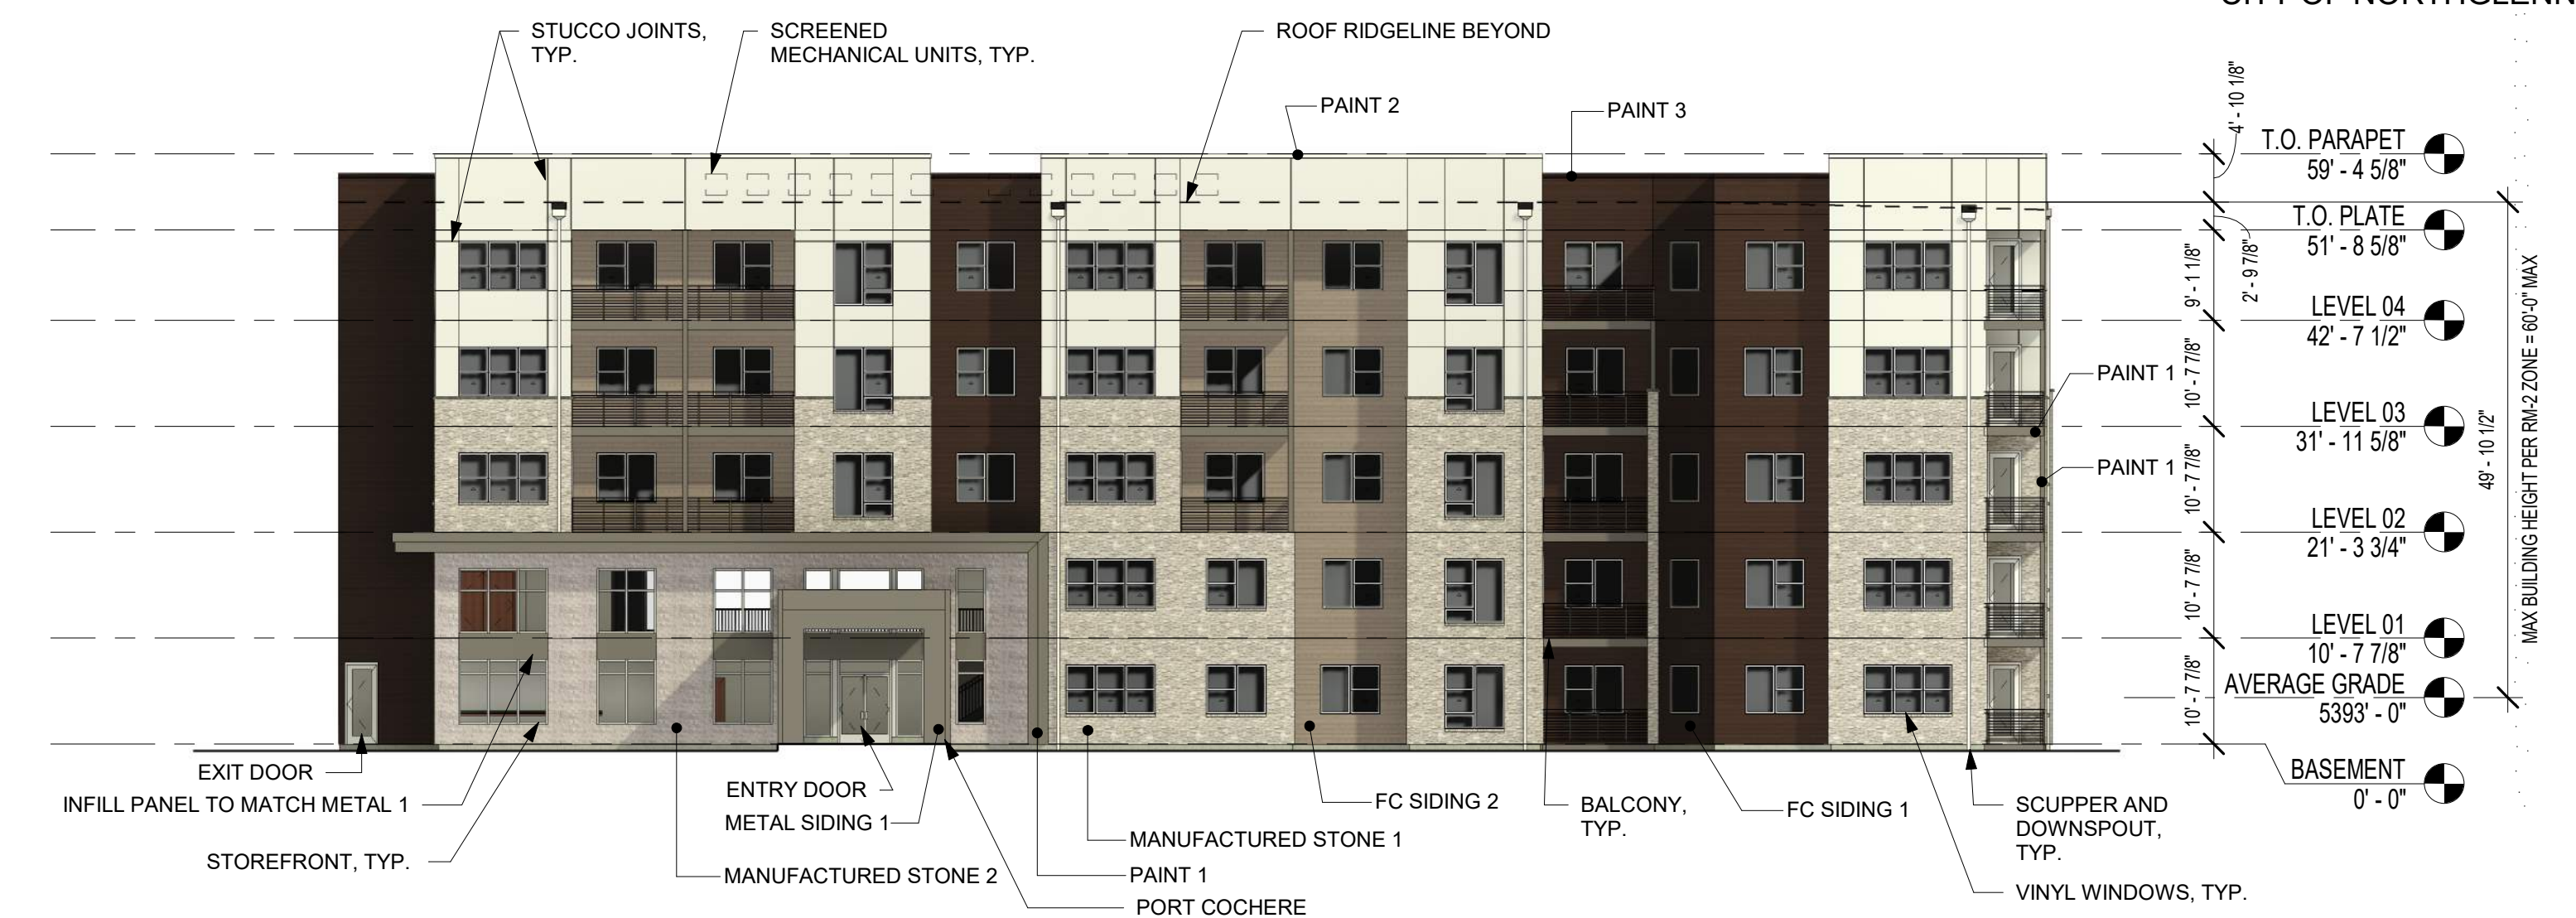 CITY OF NORTHGLENN
STUCCO JOINTS,
TYP.
SCREENED
MECHANICAL UNITS, TYP.
ROOF RIDGELINE BEYOND
PAINT 2
PAINT 3
4' - 10 1/8"
T.O. PARAPET
59' - 4 5/8"
T.O. PLATE
51' - 8 5/8"
2' - 9 7/8"
9' - 1 1/8"
LEVEL 04
42' - 7 1/2"
10' - 7 7/8"
PAINT 1
LEVEL 03
31' - 11 5/8"
10' - 7 7/8"
PAINT 1
LEVEL 02
21' - 3 3/4"
10' - 7 7/8"
LEVEL 01
10' - 7 7/8"
10' - 7 7/8"
AVERAGE GRADE
5393' - 0"
BASEMENT
0' - 0"
49'- 10 1/2"
MAX BUILDING HEIGHT PER RM-2 ZONE = 60'-0" MAX
EXIT DOOR
INFILL PANEL TO MATCH METAL 1
STOREFRONT, TYP.
MANUFACTURED STONE 2
ENTRY DOOR
METAL SIDING 1
MANUFACTURED STONE 1
PAINT 1
PORT COCHERE
FC SIDING 2
BALCONY,
TYP.
FC SIDING 1
SCUPPER AND
DOWNSPOUT,
TYP.
VINYL WINDOWS, TYP.